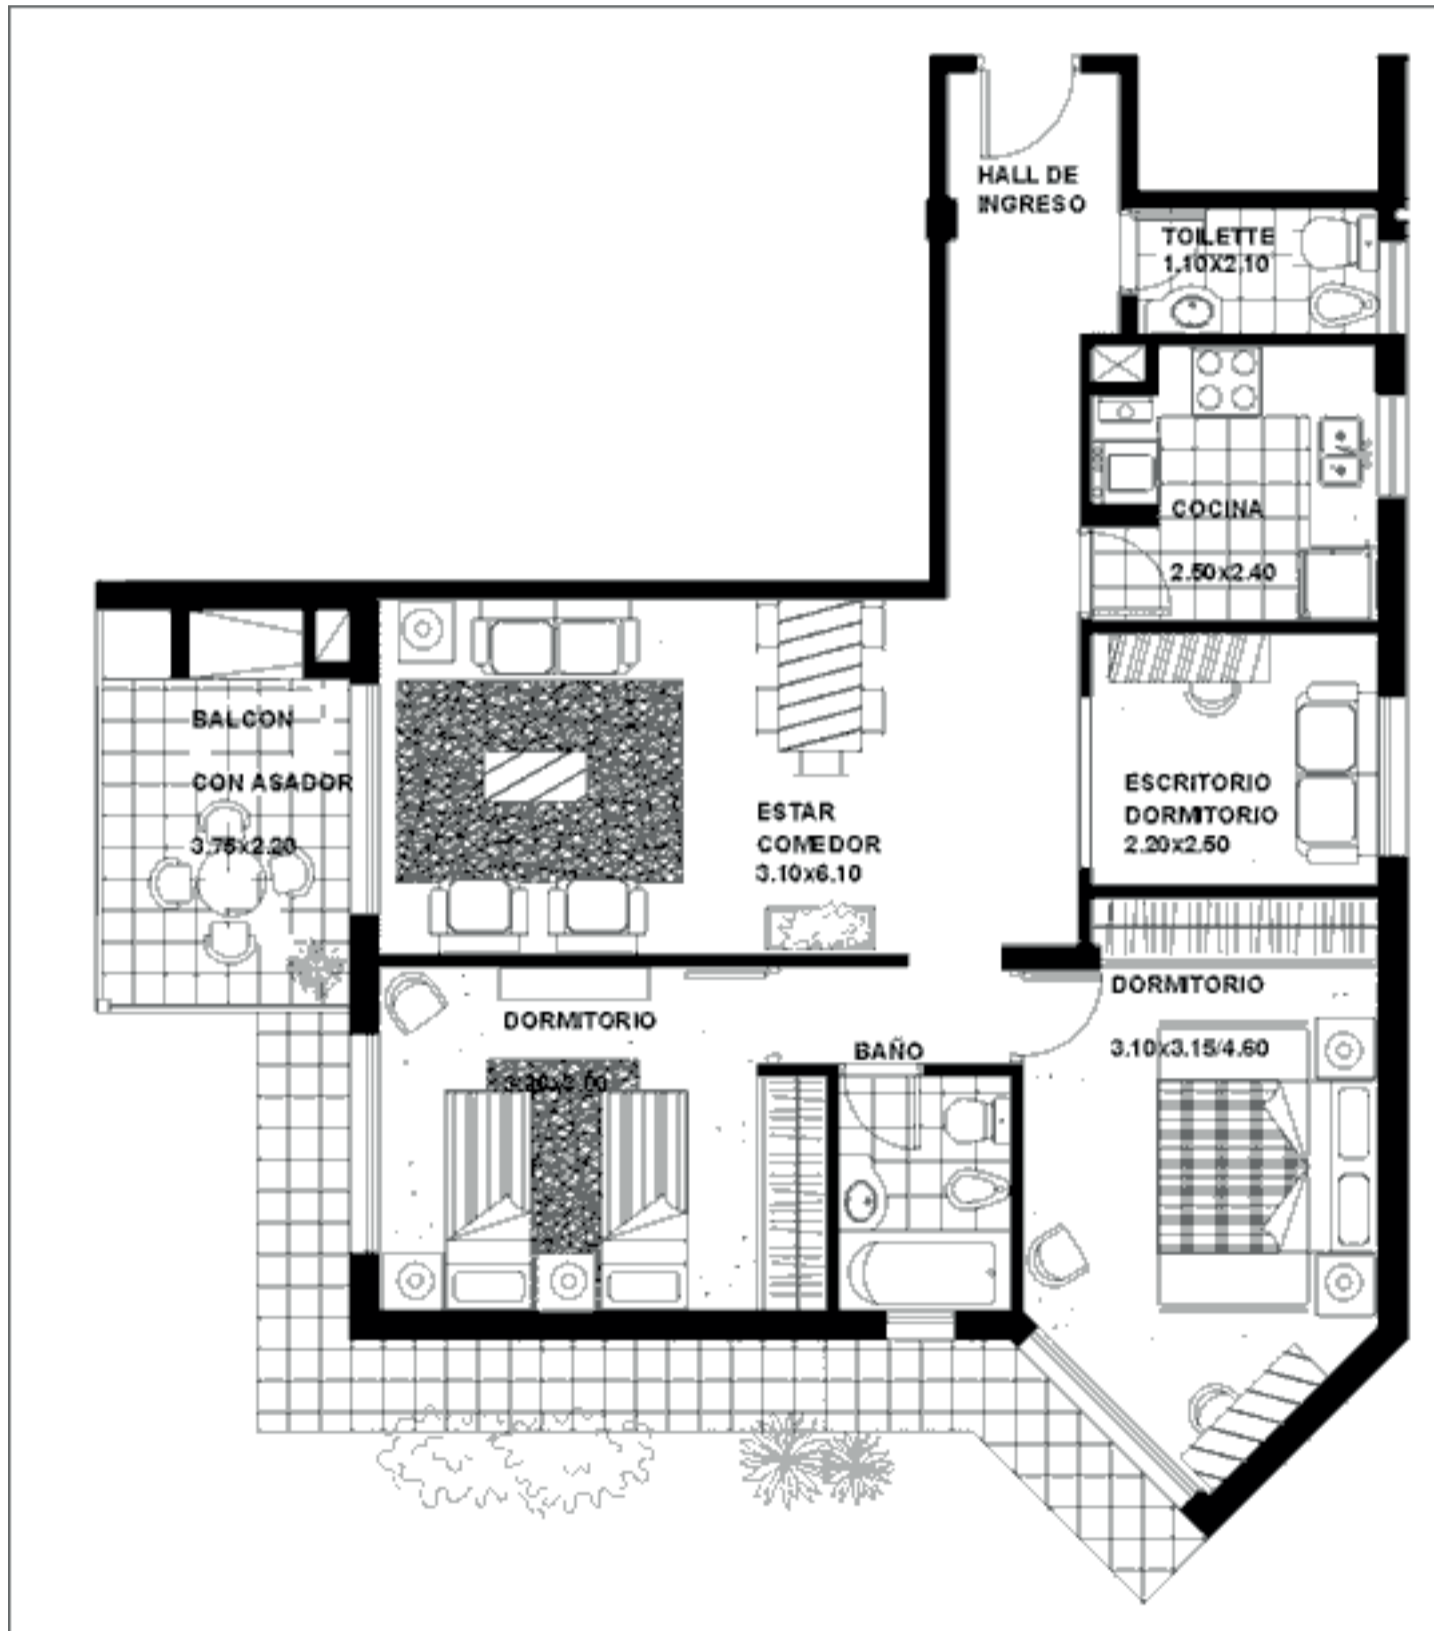 HALL DE
INGRESO
TOILETTE
1.10x2.10
COCINA
2.50x2.40
BALCON
CON ASADOR
3.75x2.20
ESTAR
COMEDOR
3.10x6.10
ESCRITORIO
DORMITORIO
2.20x2.50
DORMITORIO
BAÑO
DORMITORIO
3.10x3.15/4.60